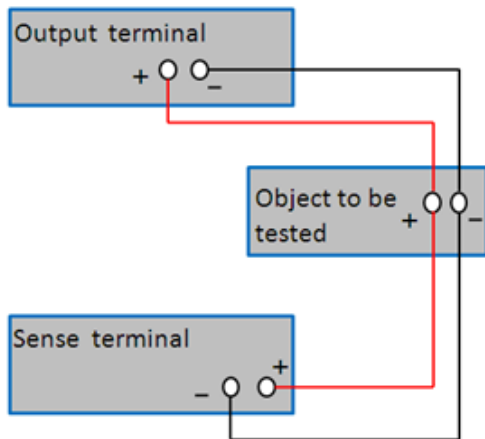 Output terminal
+ −
Object to be
tested
+ −
Sense terminal
− +